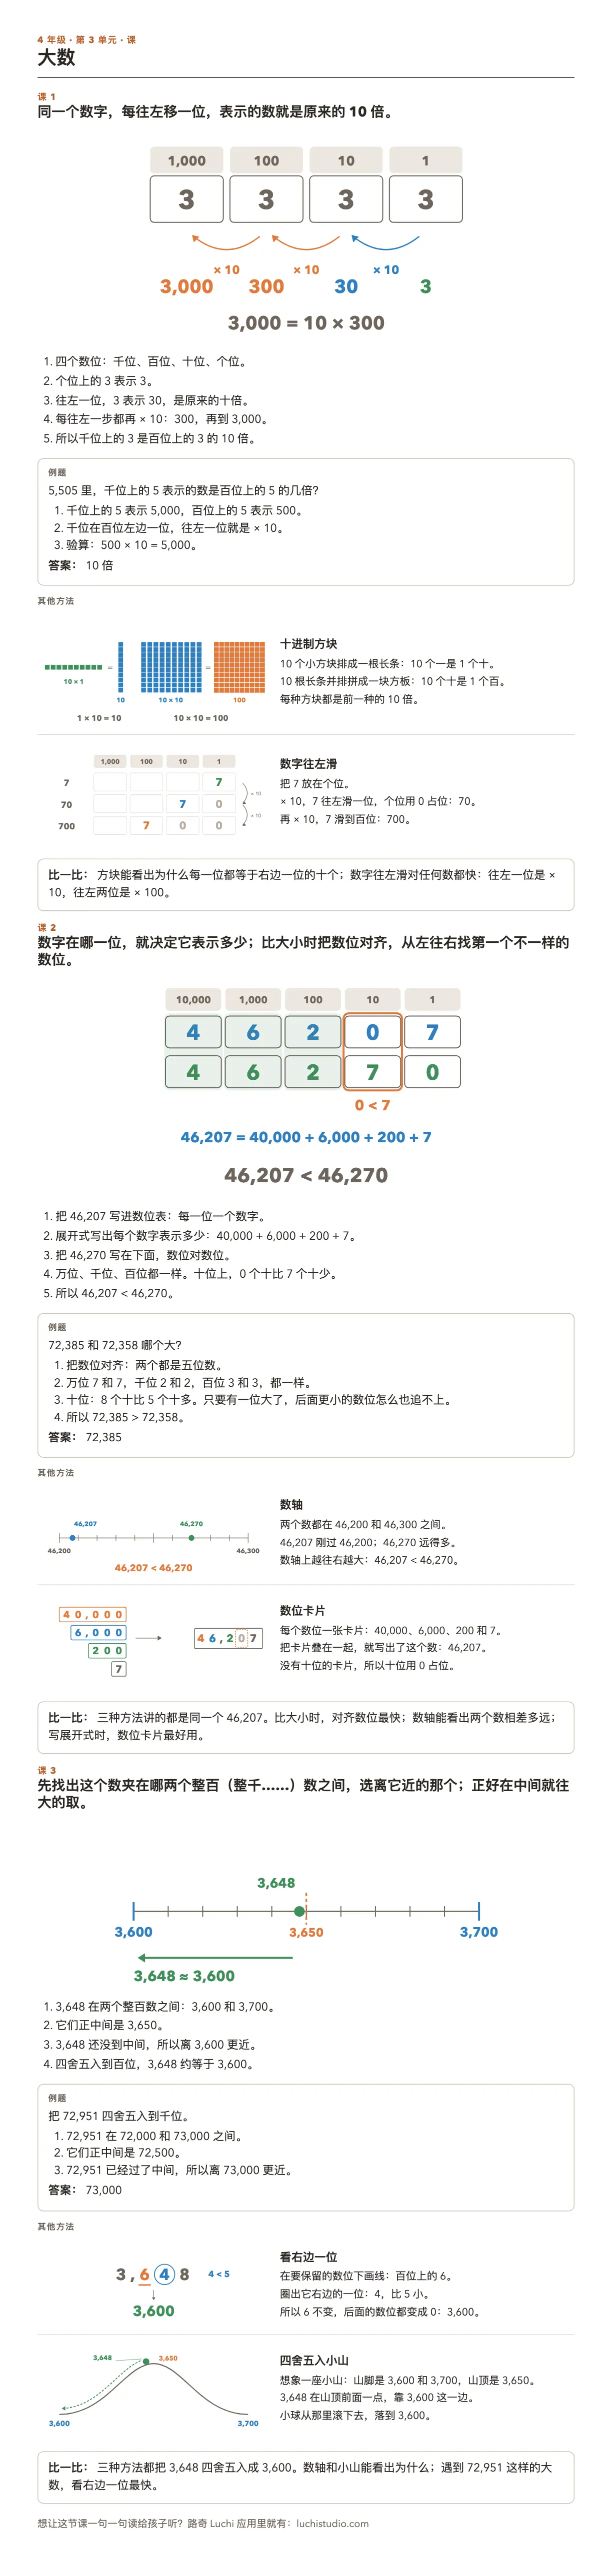 4 年级 · 第 3 单元 · 课
大数
课 1
同一个数字，每往左移一位，表示的数就是原来的 10 倍。
1,000 100 10 1
3 3 3 3
× 10 × 10 × 10
3,000 300 30 3
3,000 = 10 × 300
1. 四个数位：千位、百位、十位、个位。
2. 个位上的 3 表示 3。
3. 往左一位，3 表示 30，是原来的十倍。
4. 每往左一步都再 × 10：300，再到 3,000。
5. 所以千位上的 3 是百位上的 3 的 10 倍。
例题
5,505 里，千位上的 5 表示的数是百位上的 5 的几倍？
1. 千位上的 5 表示 5,000，百位上的 5 表示 500。
2. 千位在百位左边一位，往左一位就是 × 10。
3. 验算：500 × 10 = 5,000。
答案： 10 倍
其他方法
= =
10 × 1
10 10 × 10 100
1 × 10 = 10 10 × 10 = 100
十进制方块
10 个小方块排成一根长条：10 个一是 1 个十。
10 根长条并排拼成一块方板：10 个十是 1 个百。
每种方块都是前一种的 10 倍。
1,000 100 10 1
7 7
× 10
70 7 0
× 10
700 7 0 0
数字往左滑
把 7 放在个位。
× 10，7 往左滑一位，个位用 0 占位：70。
再 × 10，7 滑到百位：700。
比一比： 方块能看出为什么每一位都等于右边一位的十个；数字往左滑对任何数都快：往左一位是 ×
10，往左两位是 × 100。
课 2
数字在哪一位，就决定它表示多少；比大小时把数位对齐，从左往右找第一个不一样的
数位。
10,000 1,000 100 10 1
4 6 2 0 7
4 6 2 7 0
0 < 7
46,207 = 40,000 + 6,000 + 200 + 7
46,207 < 46,270
1. 把 46,207 写进数位表：每一位一个数字。
2. 展开式写出每个数字表示多少：40,000 + 6,000 + 200 + 7。
3. 把 46,270 写在下面，数位对数位。
4. 万位、千位、百位都一样。十位上，0 个十比 7 个十少。
5. 所以 46,207 < 46,270。
例题
72,385 和 72,358 哪个大？
1. 把数位对齐：两个都是五位数。
2. 万位 7 和 7，千位 2 和 2，百位 3 和 3，都一样。
3. 十位：8 个十比 5 个十多。只要有一位大了，后面更小的数位怎么也追不上。
4. 所以 72,385 > 72,358。
答案： 72,385
其他方法
46,207 46,270
46,200 46,300
46,207 < 46,270
数轴
两个数都在 46,200 和 46,300 之间。
46,207 刚过 46,200；46,270 远得多。
数轴上越往右越大：46,207 < 46,270。
40,000
6,000
200
7
46,207
数位卡片
每个数位一张卡片：40,000、6,000、200 和 7。
把卡片叠在一起，就写出了这个数：46,207。
没有十位的卡片，所以十位用 0 占位。
比一比： 三种方法讲的都是同一个 46,207。比大小时，对齐数位最快；数轴能看出两个数相差多远；
写展开式时，数位卡片最好用。
课 3
先找出这个数夹在哪两个整百（整千……）数之间，选离它近的那个；正好在中间就往
大的取。
3,648
3,600 3,650 3,700
3,648 ≈ 3,600
1. 3,648 在两个整百数之间：3,600 和 3,700。
2. 它们正中间是 3,650。
3. 3,648 还没到中间，所以离 3,600 更近。
4. 四舍五入到百位，3,648 约等于 3,600。
例题
把 72,951 四舍五入到千位。
1. 72,951 在 72,000 和 73,000 之间。
2. 它们正中间是 72,500。
3. 72,951 已经过了中间，所以离 73,000 更近。
答案： 73,000
其他方法
3,648 4 < 5
3,600
看右边一位
在要保留的数位下画线：百位上的 6。
圈出它右边的一位：4，比 5 小。
所以 6 不变，后面的数位都变成 0：3,600。
3,648 3,650
3,600 3,700
四舍五入小山
想象一座小山：山脚是 3,600 和 3,700，山顶是 3,650。
3,648 在山顶前面一点，靠 3,600 这一边。
小球从那里滚下去，落到 3,600。
比一比： 三种方法都把 3,648 四舍五入成 3,600。数轴和小山能看出为什么；遇到 72,951 这样的大
数，看右边一位最快。
想让这节课一句一句读给孩子听？路奇 Luchi 应用里就有：luchistudio.com